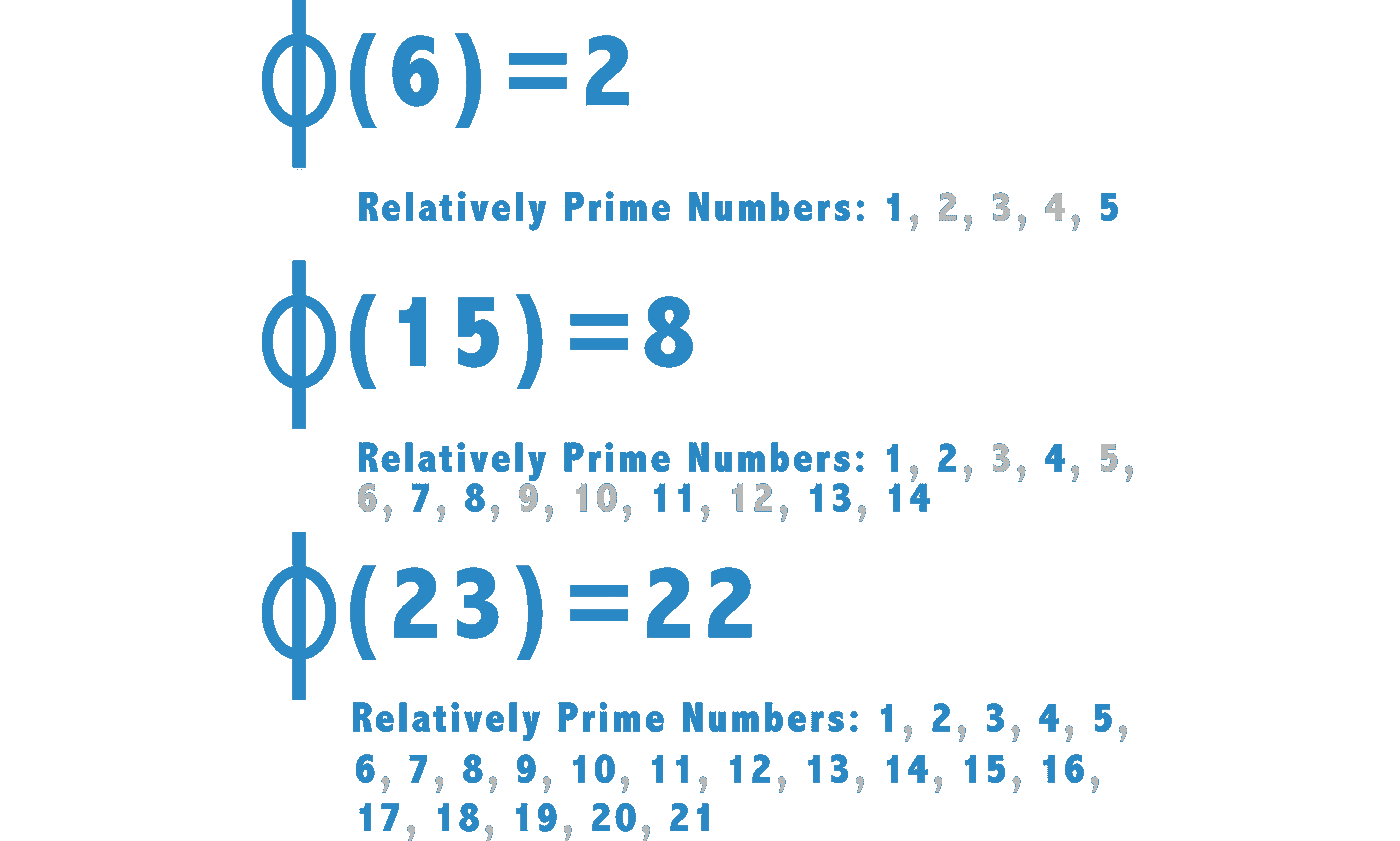 ϕ(6)=2
Relatively Prime Numbers: 1, 2, 3, 4, 5
ϕ(15)=8
Relatively Prime Numbers: 1, 2, 3, 4, 5,
6, 7, 8, 9, 10, 11, 12, 13, 14
ϕ(23)=22
Relatively Prime Numbers: 1, 2, 3, 4, 5,
6, 7, 8, 9, 10, 11, 12, 13, 14, 15, 16,
17, 18, 19, 20, 21